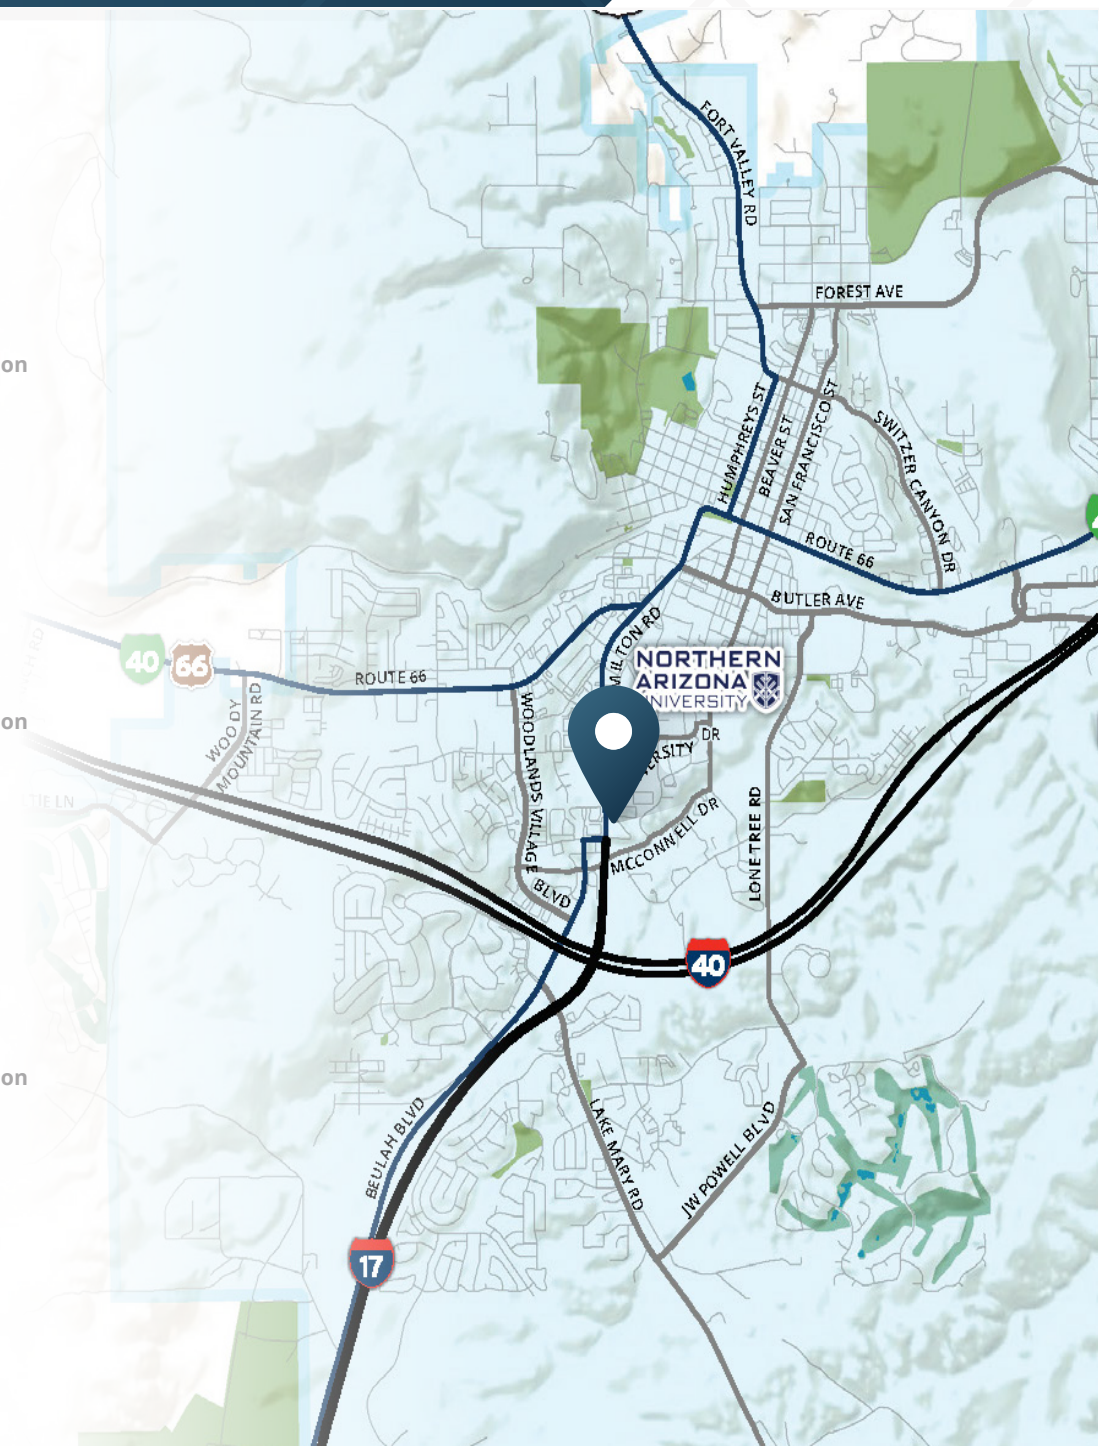 FORT VALLEY RD
FOREST AVE
on
HUMPHREYS ST
BEAVER ST
SAN FRANCISCO ST
SWITZER CANYON DR
ROUTE 66
BUTLER AVE
MILTON RD
NORTHERN
ARIZONA
UNIVERSITY
40
66
ROUTE 66
WOODY
MOUNTAIN RD
on
DR
ERSITY
WOODLANDS VILLAGE
BLVD
MCCONNELL DR
LONE TREE RD
40
on
BEULAH BLVD
LAKE MARY RD
JW POWELL BLVD
17